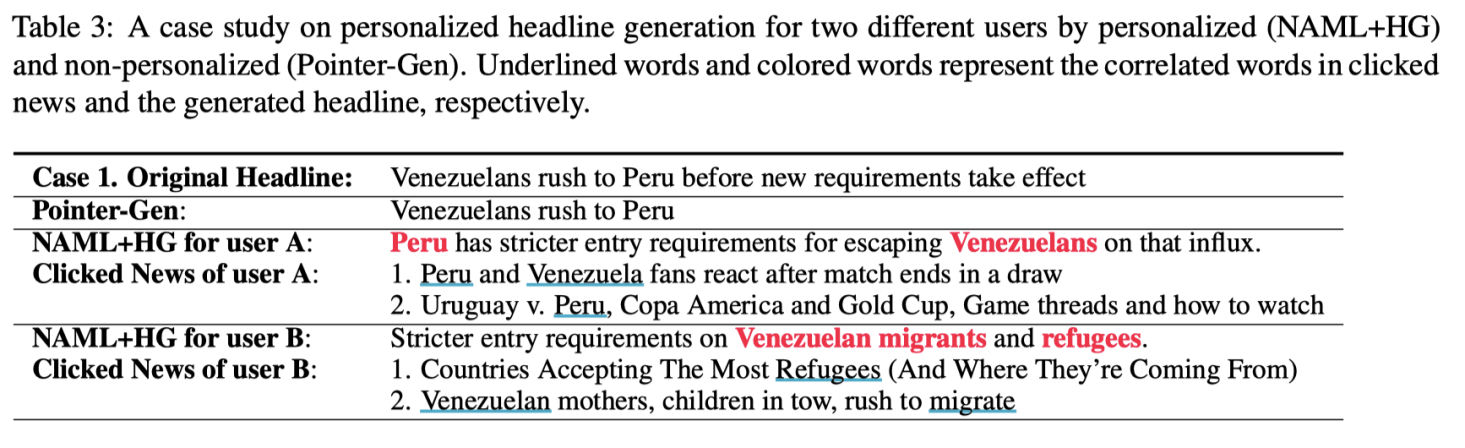 Table 3: A case study on personalized headline generation for two different users by personalized (NAML+HG)
and non-personalized (Pointer-Gen). Underlined words and colored words represent the correlated words in clicked
news and the generated headline, respectively.
Case 1. Original Headline: Venezuelans rush to Peru before new requirements take effect
Pointer-Gen: Venezuelans rush to Peru
NAML+HG for user A: Peru has stricter entry requirements for escaping Venezuelans on that influx.
Clicked News of user A: 1. Peru and Venezuela fans react after match ends in a draw
2. Uruguay v. Peru, Copa America and Gold Cup, Game threads and how to watch
NAML+HG for user B: Stricter entry requirements on Venezuelan migrants and refugees.
Clicked News of user B: 1. Countries Accepting The Most Refugees (And Where They're Coming From)
2. Venezuelan mothers, children in tow, rush to migrate